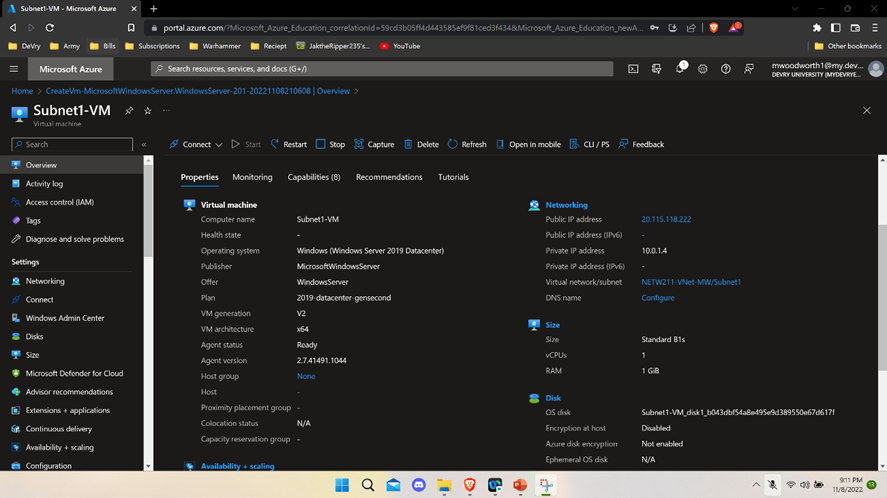 Subnet1-VM - Microsoft Azure
portal.azure.com/?Microsoft_Azure_Education_correlationId=59cd3b05ff4d443585ef9f81ced3f434&Microsoft_Azure_Education_newA...
DeVry
Army
Bills
Subscriptions
Warhammer
Reciept
JaktheRipper235's...
YouTube
Other bookmarks
Microsoft Azure
Search resources, services, and docs (G+/)
1
mwoodworth1@my.dev...
DEVRY UNIVERSITY (MYDEVRYE...
Home > CreateVm-MicrosoftWindowsServer.WindowsServer-201-20221108210608 | Overview >
Subnet1-VM
Virtual machine
Search
Connect
Start
Restart
Stop
Capture
Delete
Refresh
Open in mobile
CLI / PS
Feedback
Overview
Activity log
Access control (IAM)
Tags
Diagnose and solve problems
Settings
Networking
Connect
Windows Admin Center
Disks
Size
Microsoft Defender for Cloud
Advisor recommendations
Extensions + applications
Continuous delivery
Availability + scaling
Configuration
Properties
Monitoring
Capabilities (8)
Recommendations
Tutorials
Virtual machine
Computer name Subnet1-VM
Health state -
Operating system Windows (Windows Server 2019 Datacenter)
Publisher MicrosoftWindowsServer
Offer WindowsServer
Plan 2019-datacenter-gensecond
VM generation V2
VM architecture x64
Agent status Ready
Agent version 2.7.41491.1044
Host group None
Host -
Proximity placement group -
Colocation status N/A
Capacity reservation group -
Availability + scaling
Networking
Public IP address 20.115.118.222
Public IP address (IPv6) -
Private IP address 10.0.1.4
Private IP address (IPv6) -
Virtual network/subnet NETW211-VNet-MW/Subnet1
DNS name Configure
Size
Size Standard B1s
vCPUs 1
RAM 1 GiB
Disk
OS disk Subnet1-VM_disk1_b043dbf54a8e495e9d389550e67d617f
Encryption at host Disabled
Azure disk encryption Not enabled
Ephemeral OS disk N/A
9:11 PM
11/8/2022